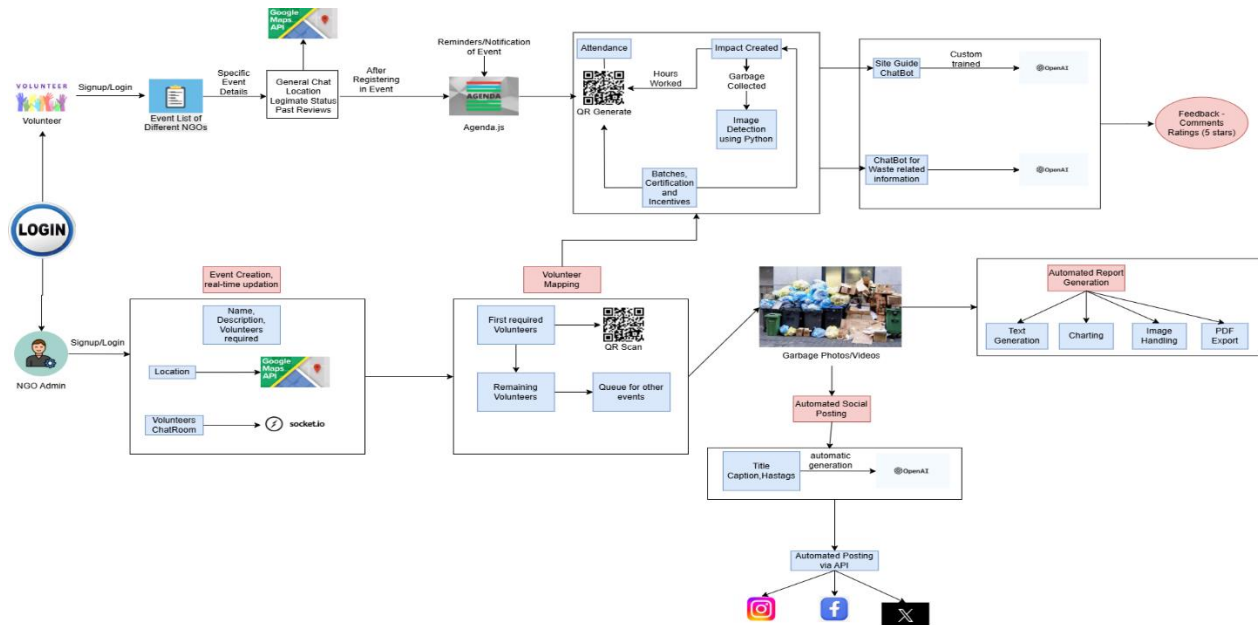 Google
Maps
API
VOLUNTEER
Volunteer
Signup/Login
Event List of
Different NGOs
Specific
Event
Details
General Chat
Location
Legimate Status
Past Reviews
After
Registering
in Event
Reminders/Notification
of Event
AGENDA
Agenda.js
Attendance
QR Generate
Hours
Worked
Impact Created
Garbage
Collected
Image
Detection
using Python
Batches,
Certification
and
Incentives
Site Guide
ChatBot
Custom
trained
OpenAI
ChatBot for
Waste related
information
OpenAI
Feedback -
Comments
Ratings (5 stars)
LOGIN
NGO Admin
Signup/Login
Event Creation,
real-time updation
Name,
Description,
Volunteers
required
Location
Google
Maps
API
Volunteers
ChatRoom
socket.io
Volunteer
Mapping
First required
Volunteers
QR Scan
Remaining
Volunteers
Queue for other
events
Garbage Photos/Videos
Automated Report
Generation
Text
Generation
Charting
Image
Handling
PDF
Export
Automated Social
Posting
Title
Caption,Hastags
automatic
generation
OpenAI
Automated Posting
via API